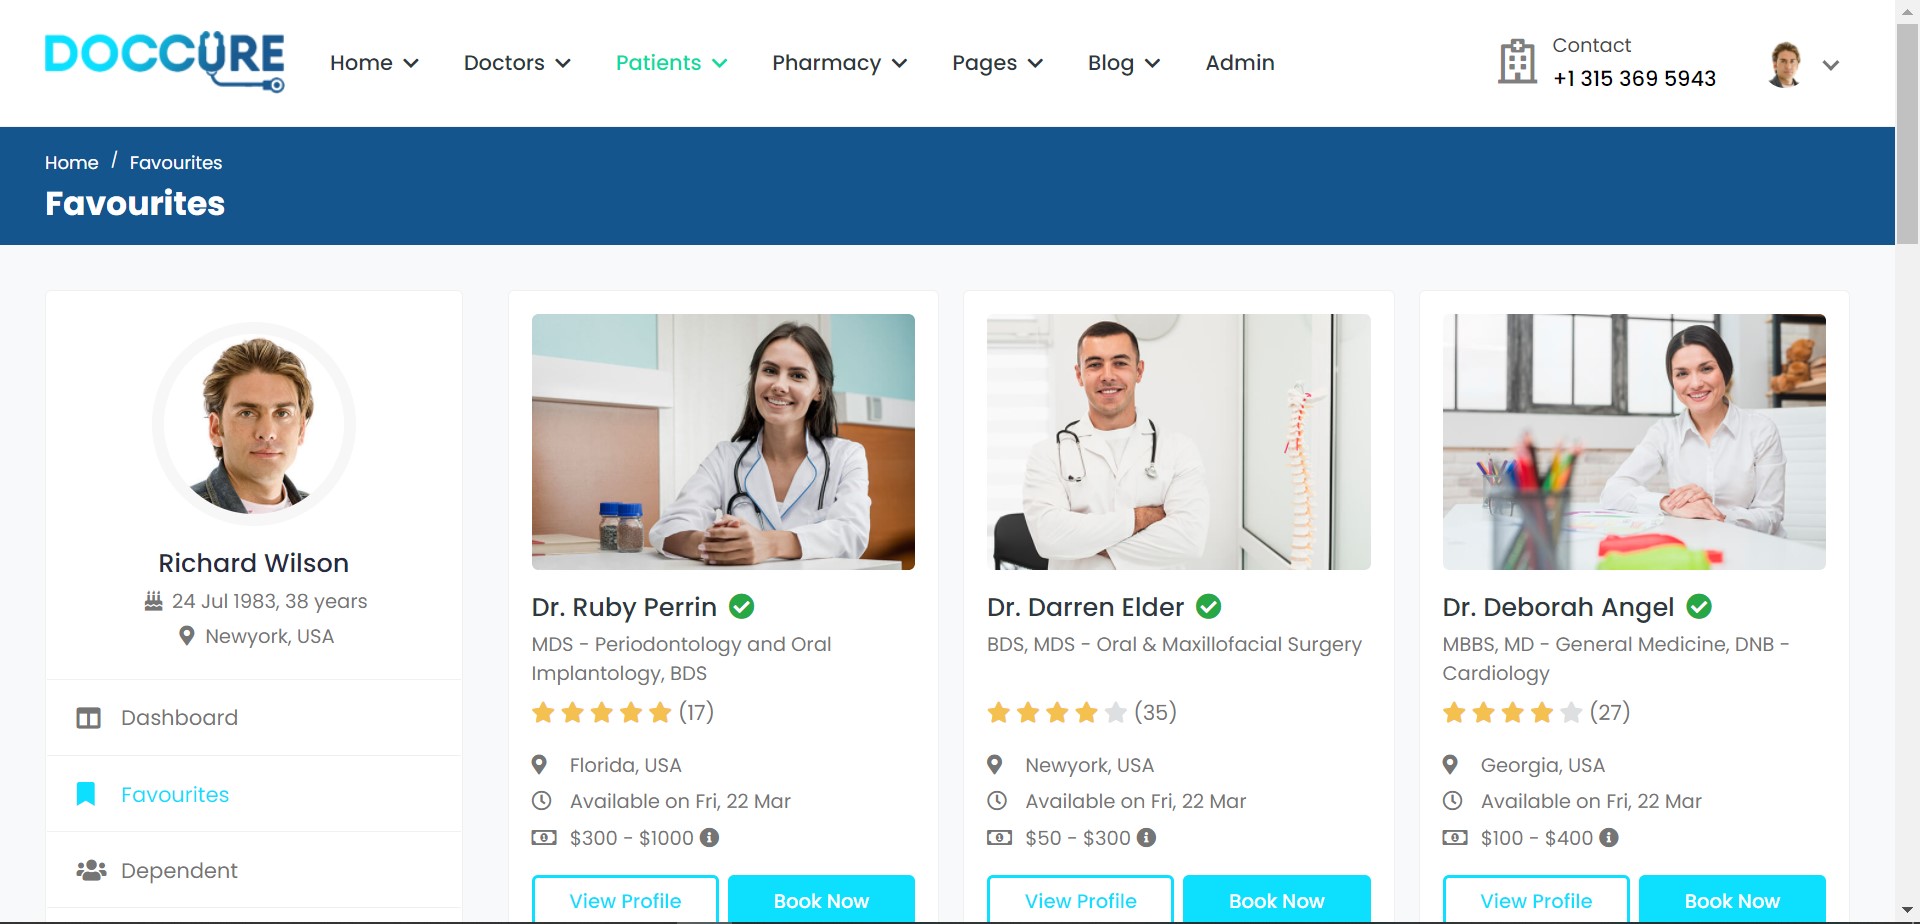 DOCCURE
Home
Doctors
Patients
Pharmacy
Pages
Blog
Admin
Contact
+1 315 369 5943
Home / Favourites
Favourites
Richard Wilson
24 Jul 1983, 38 years
Newyork, USA
Dashboard
Favourites
Dependent
Dr. Ruby Perrin
MDS - Periodontology and Oral
Implantology, BDS
(17)
Florida, USA
Available on Fri, 22 Mar
$300 - $1000
View Profile
Book Now
Dr. Darren Elder
BDS, MDS - Oral & Maxillofacial Surgery
(35)
Newyork, USA
Available on Fri, 22 Mar
$50 - $300
View Profile
Book Now
Dr. Deborah Angel
MBBS, MD - General Medicine, DNB -
Cardiology
(27)
Georgia, USA
Available on Fri, 22 Mar
$100 - $400
View Profile
Book Now